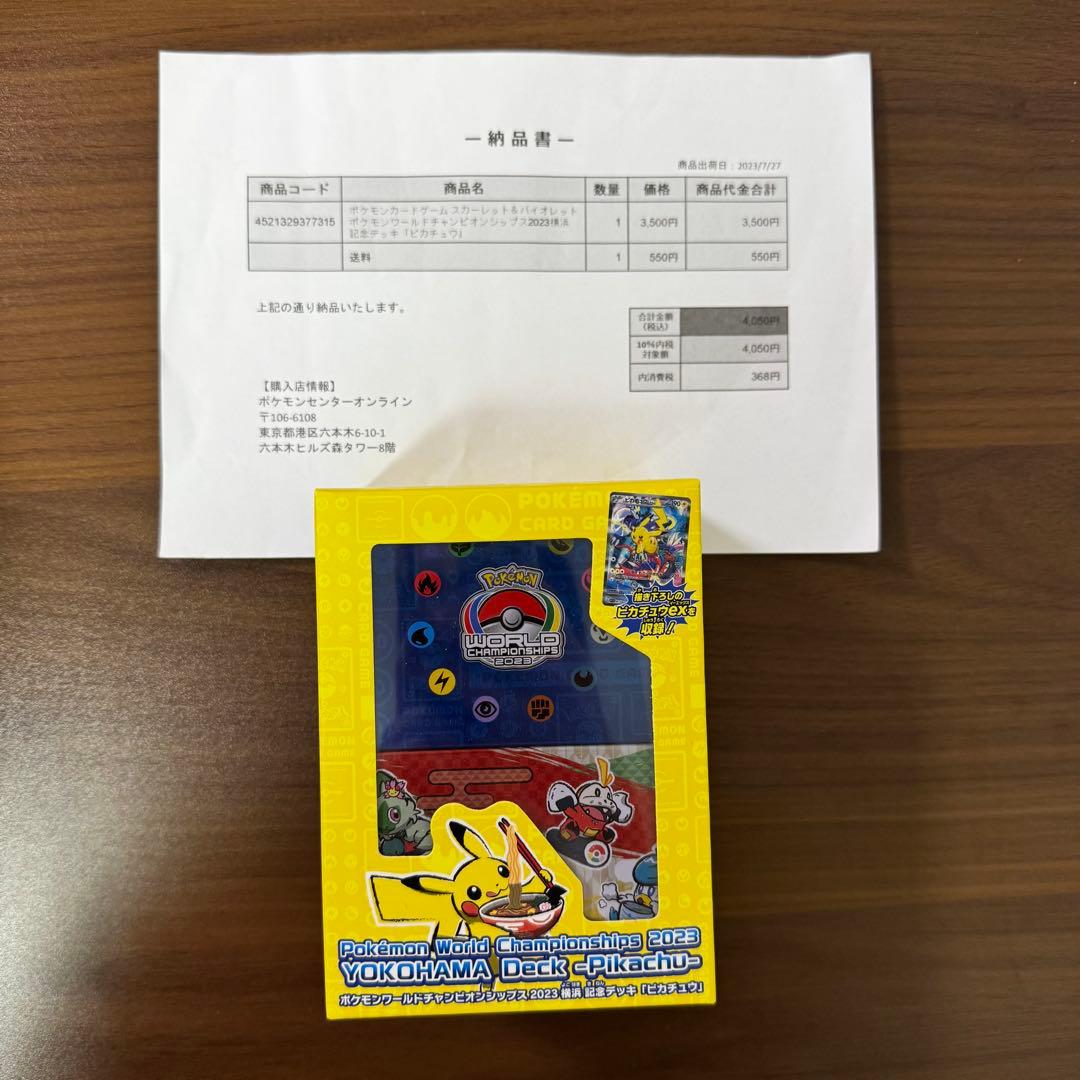 ー納品書ー
商品出荷日：2023/7/27
商品コード 商品名 数量 価格 商品代金合計
4521329377315 ポケモンカードゲーム スカーレット&バイオレット
ポケモンワールドチャンピオンシップス2023横浜 1 3,500円 3,500円
記念デッキ「ピカチュウ」
送料 1 550円 550円
上記の通り納品いたします。
合計金額
(税込) 4,050円
10%内税
対象額 4,050円
内消費税 368円
【購入店情報】
ポケモンセンターオンライン
〒106-6108
東京都港区六本木6-10-1
六本木ヒルズ森タワー8階
POKÉMON
CARD GA
描き下ろしの
ピカチュウexを
収録!
POKÉMON
WORLD
CHAMPIONSHIPS
2023
Pokémon World Championships 2023
YOKOHAMA Deck -Pikachu-
ポケモンワールドチャンピオンシップス2023 横浜 記念デッキ「ピカチュウ」